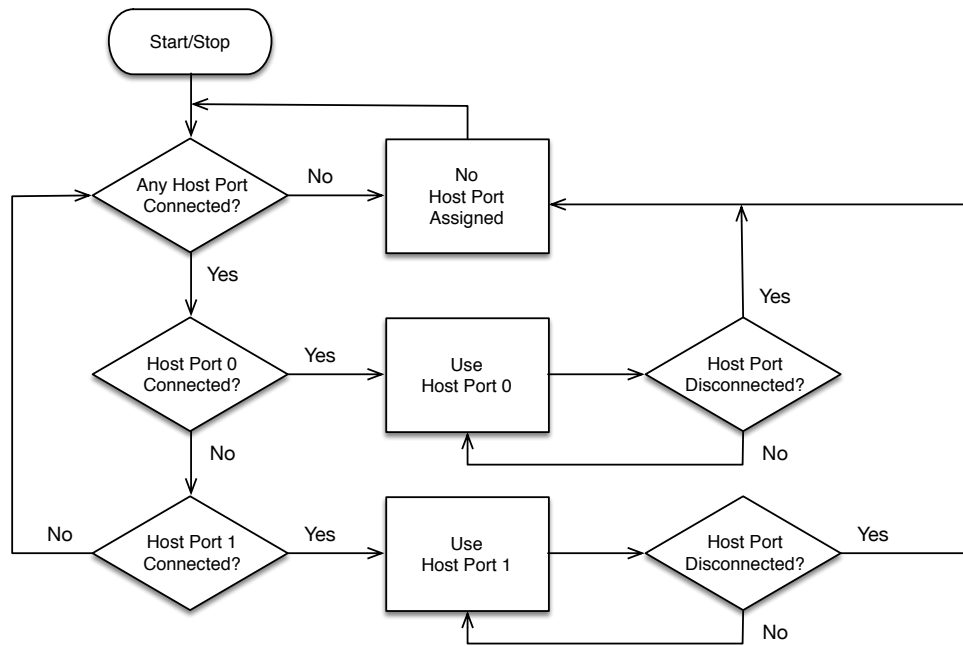 Start/Stop
Any Host Port
Connected?
No
No
Host Port
Assigned
Yes
Yes
Host Port 0
Connected?
Yes
Use
Host Port 0
Host Port
Disconnected?
No
No
Host Port 1
Connected?
No
Yes
Use
Host Port 1
Host Port
Disconnected?
Yes
No